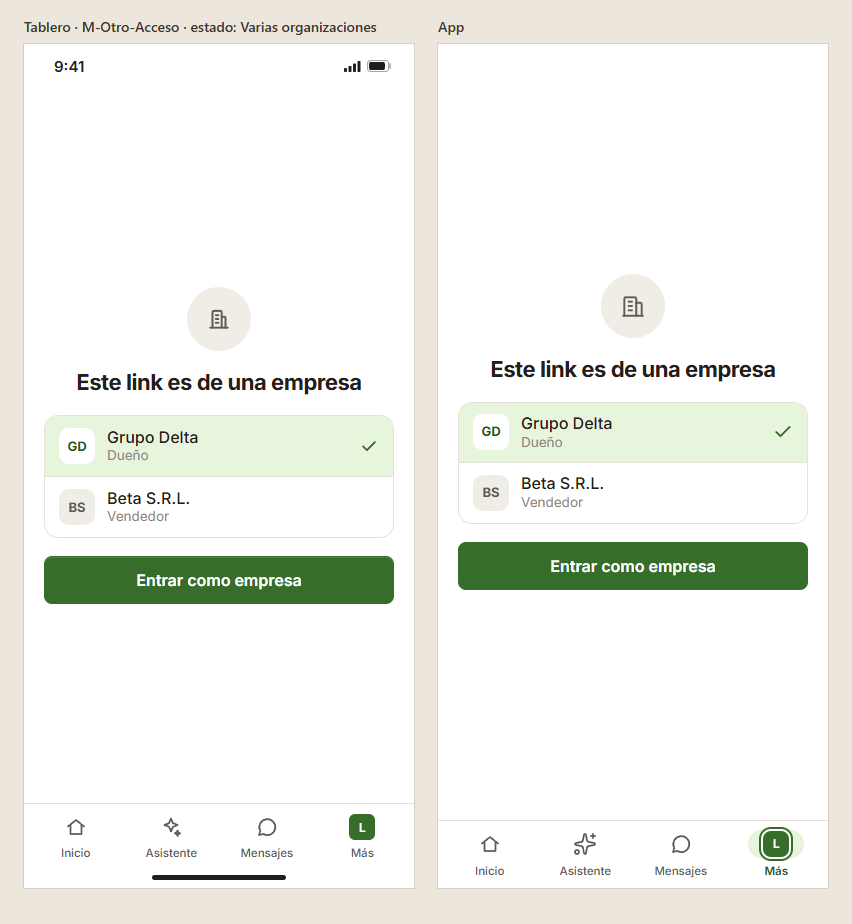 Tablero · M-Otro-Acceso · estado: Varias organizaciones
9:41
Este link es de una empresa
GD
Grupo Delta
Dueño
BS
Beta S.R.L.
Vendedor
Entrar como empresa
L
Inicio
Asistente
Mensajes
Más
App
Este link es de una empresa
GD
Grupo Delta
Dueño
BS
Beta S.R.L.
Vendedor
Entrar como empresa
L
Inicio
Asistente
Mensajes
Más